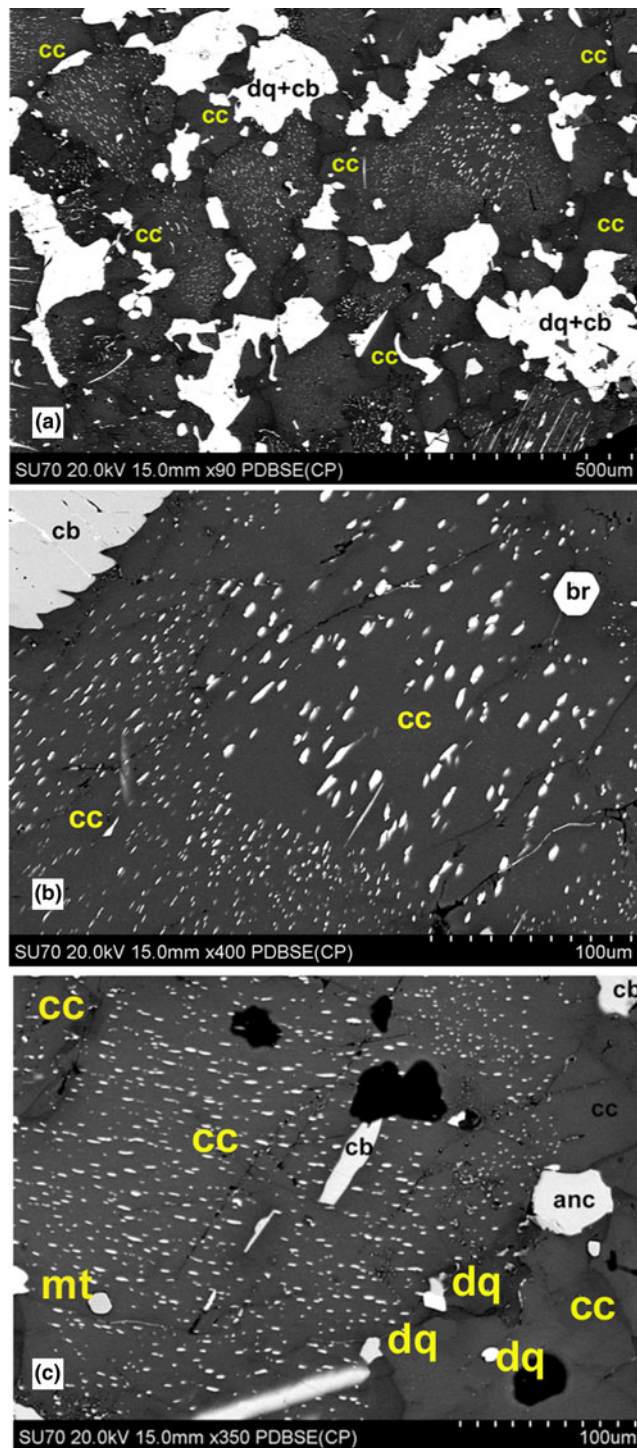 cc
cc
dq+cb
cc
cc
cc
cc
dq+cb
cc
(a)
SU70 20.0kV 15.0mm x90 PDBSE(CP) 500um
cb
br
cc
cc
(b)
SU70 20.0kV 15.0mm x400 PDBSE(CP) 100um
cc
cb
cc
cc
cb
anc
mt
dq
cc
dq
dq
(c)
SU70 20.0kV 15.0mm x350 PDBSE(CP) 100um